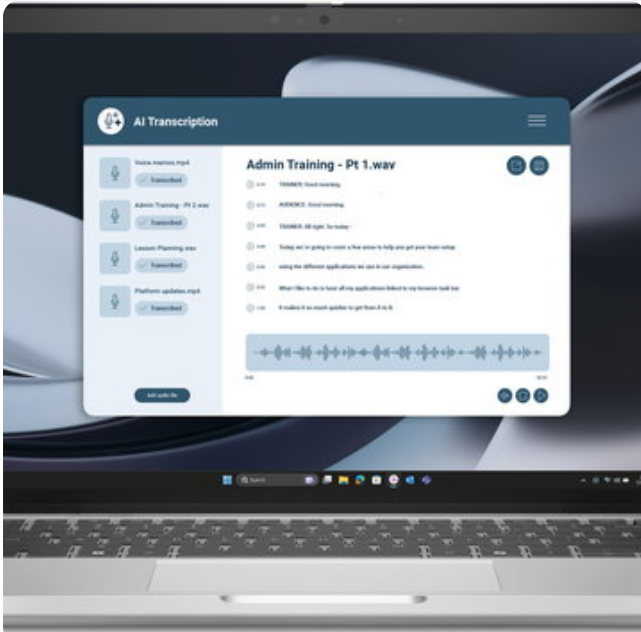 AI Transcription
Voice memos.mp4
Transcribed
Admin Training - Pt 1.wav
Transcribed
Lesson Planning.wav
Transcribed
Platform updates.mp4
Transcribed
Add audio file
Admin Training - Pt 1.wav
TRAINER: Good morning.
AUDIENCE: Good morning.
TRAINER: All right. So today -
Today we're going to cover a few areas to help you get your team setup
using the different applications we use in our organization.
What I like to do is have all my applications linked to my browser task bar.
It makes it so much quicker to get from A to B.
0:00
Search